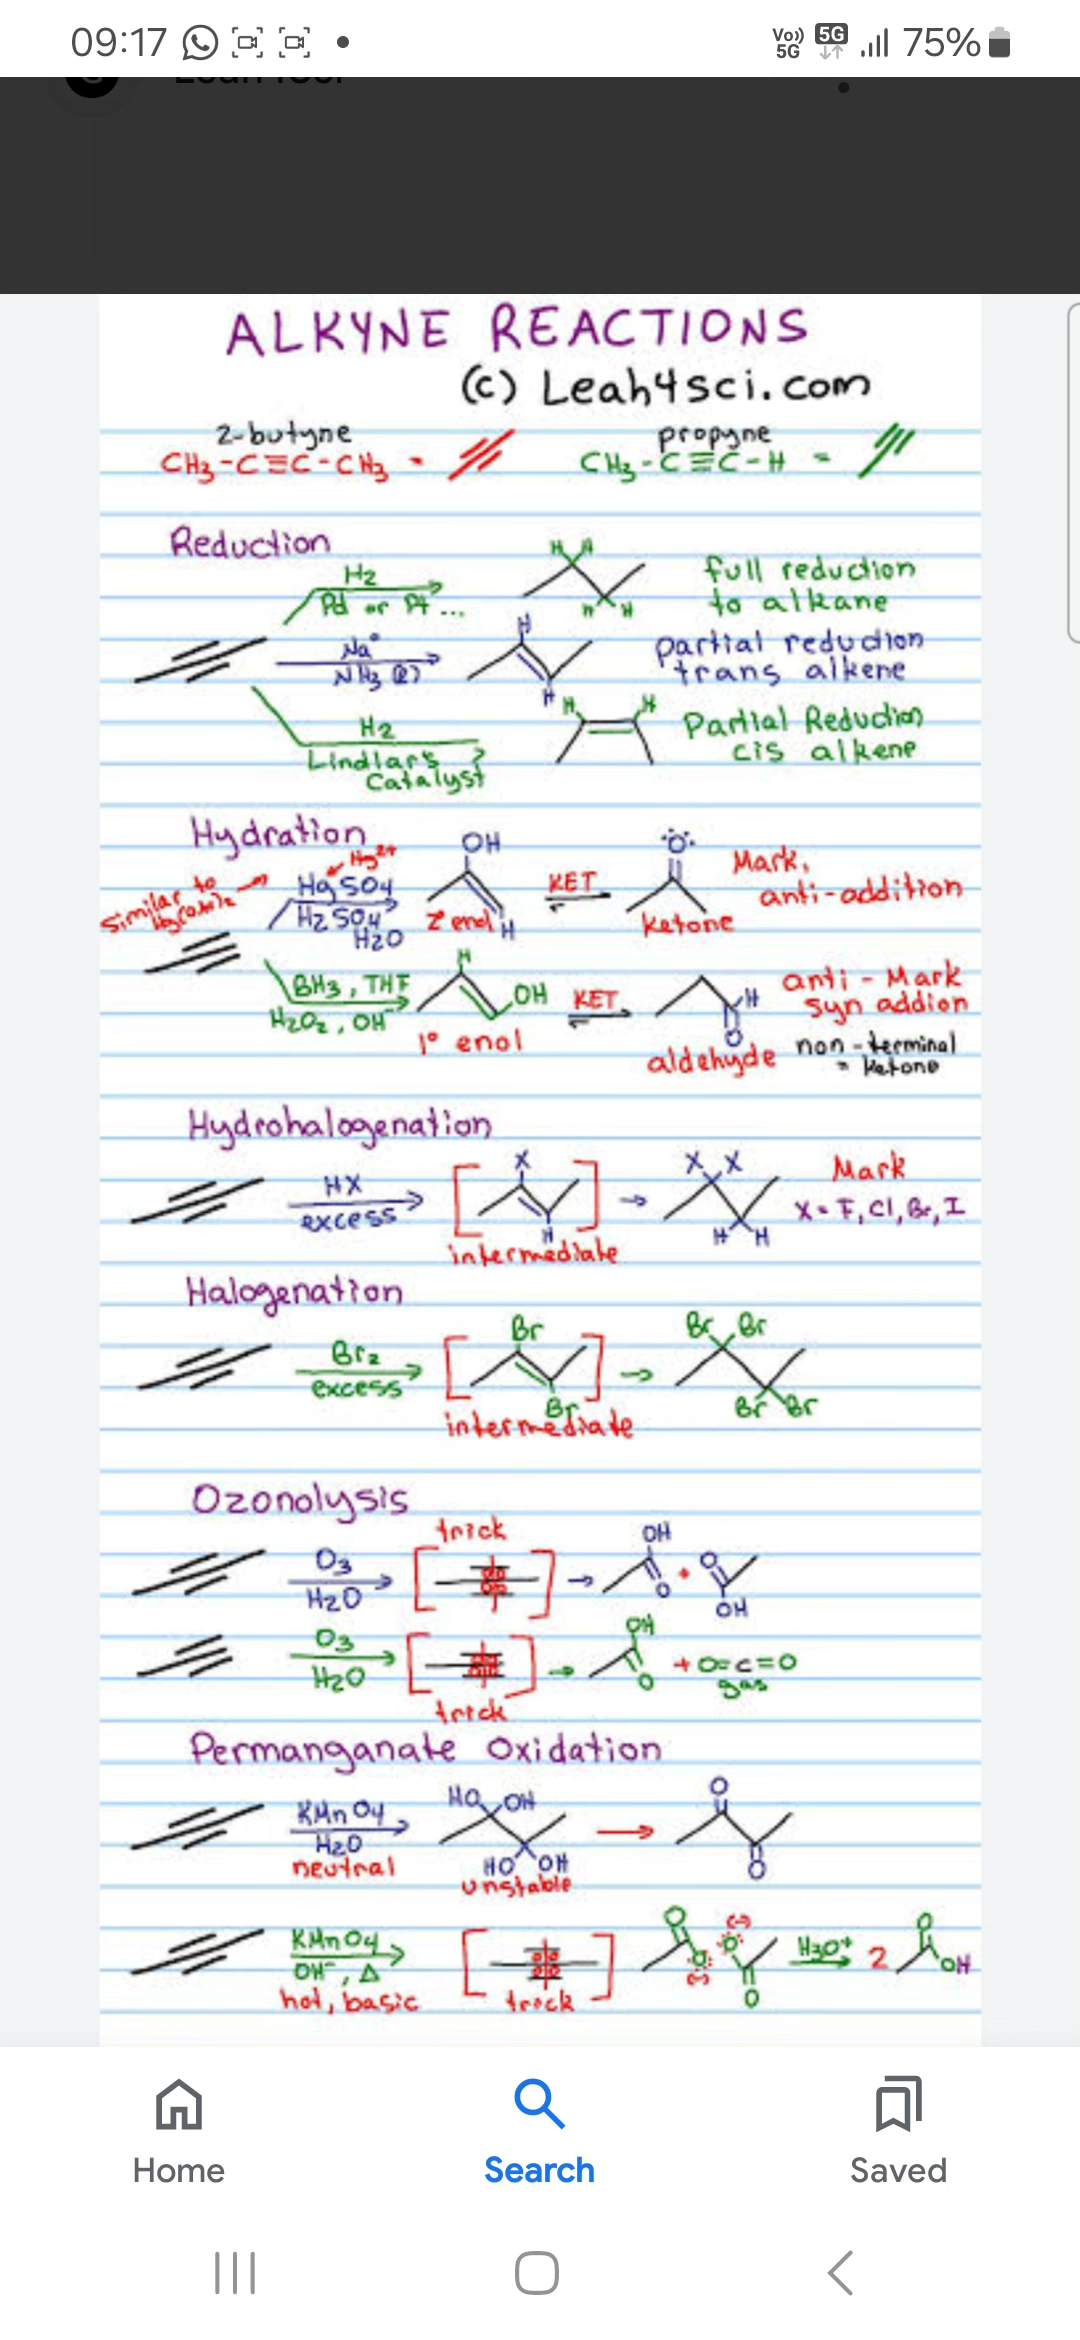 09:17
Vo)) 5G 5G 75%
ALKYNE REACTIONS
(c) Leah4sci.com
2-butyne
CH3-C≡C-CH3 =
propyne
CH3-C≡C-H =
Reduction
H2
Pd or Pt ...
H H
H H
full reduction
to alkane
Na°
NH3 (l)
H
H
partial reduction
trans alkene
H2
Lindlar's
Catalyst
H H
Partial Reduction
cis alkene
Hydration
similar to
Hg2+
HgSO4
H2SO4
H2O
OH
H
2° enol
KET
:O:
ketone
Mark,
anti-addition
BH3, THF
H2O2, OH-
H
OH
1° enol
KET
H
O
aldehyde
anti - Mark
syn addion
non-terminal
= ketone
Hydrohalogenation
HX
excess
X
H
intermediate
X X
H H
Mark
X = F, Cl, Br, I
Halogenation
Br2
excess
Br
Br
intermediate
Br Br
Br Br
Ozonolysis
trick
O3
H2O
OH
O
+
O
OH
O3
H2O
trick
OH
O
+ O=C=O
gas
Permanganate Oxidation
KMnO4
H2O
neutral
HO OH
HO OH
unstable
O
O
KMnO4
OH-, Δ
hot, basic
trick
O
O
(-)
O
(-)
O
H3O+
2
O
OH
Home
Search
Saved